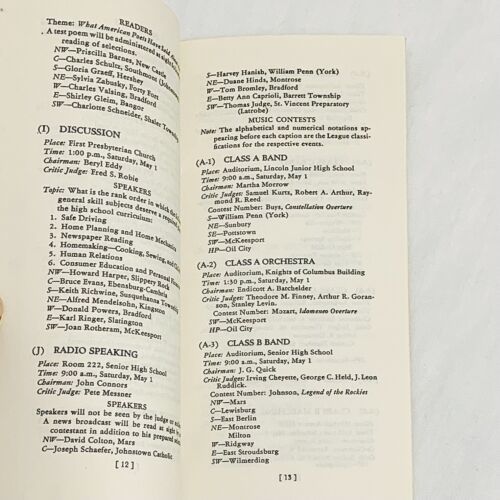 READERS
Theme: What American Poets Have Said
A test poem will be administered at sight
reading of selections.
NW—Priscilla Barnes, New Castle
C—Charles Schultz, Southmont (Johnstown)
S—Gloria Graeff, Hershey
NE—Sylvia Zabusky, Forty Fort
W—Charles Valsing, Bradford
E—Shirley Gleim, Bangor
SW—Charlotte Schneider, Shaler Township
(I) DISCUSSION
Place: First Presbyterian Church
Time: 1:00 p.m., Saturday, May 1
Chairman: Beryl Eddy
Critic Judge: Fred S. Robie
SPEAKERS
Topic: What is the rank order in which the
general skill subjects deserve a
the high school curriculum:
1. Safe Driving
2. Home Planning and Home Mechanics
3. Newspaper Reading
4. Homemaking—Cooking, Sewing, and
5. Human Relations
6. Consumer Education and Personal
NW—Howard Harper, Slippery Rock
C—Bruce Evans, Ebensburg-Cambria
S—Keith Richwine, Susquehanna Township
NE—Alfred Mendelsohn, Kingston
W—Donald Powers, Bradford
E—Karl Ringer, Slatington
SW—Joan Rotheram, McKeesport
(J) RADIO SPEAKING
Place: Room 222, Senior High School
Time: 9:00 a.m., Saturday, May 1
Chairman: John Connors
Critic Judge: Pete Messner
SPEAKERS
Speakers will not be seen by the judge or
A news broadcast will be read at sight by
contestant in addition to his prepared
NW—David Colton, Mars
C—Joseph Schaefer, Johnstown Catholic
[ 12 ]
S—Harvey Hanish, William Penn (York)
NE—Duane Hinds, Montrose
W—Tom Bromley, Bradford
E—Betty Ann Caprioli, Barrett Township
SW—Thomas Judge, St. Vincent Preparatory
(Latrobe)
MUSIC CONTESTS
Note: The alphabetical and numerical notations
appearing before each caption are the League classi-
fications for the respective events.
(A-1) CLASS A BAND
Place: Auditorium, Lincoln Junior High School
Time: 9:00 a.m., Saturday, May 1
Chairman: Martha Morrow
Critic Judges: Samuel Kurts, Robert A. Arthur, Ray-
mond R. Reed
Contest Number: Buys, Constellation Overture
S—William Penn (York)
NE—Sunbury
SE—Pottstown
SW—McKeesport
HP—Oil City
(A-2) CLASS A ORCHESTRA
Place: Auditorium, Knights of Columbus Building
Time: 1:30 p.m., Saturday, May 1
Chairman: Endicott A. Batchelder
Critic Judges: Theodore M. Finney, Arthur R. Goran-
son, Stanley Levin.
Contest Number: Mozart, Idomeneo Overture
SW—McKeesport
HP—Oil City
(A-3) CLASS B BAND
Place: Auditorium, Senior High School
Time: 9:00 a.m., Saturday, May 1
Chairman: J. G. Quick
Critic Judges: Irving Cheyette, George C. Held, J. Leon
Ruddick.
Contest Number: Johnson, Legend of the Rockies
NW—Mars
C—Lewisburg
S—East Berlin
NE—Montrose
Milton
W—Ridgway
E—East Stroudsburg
SW—Wilmerding
[ 13 ]